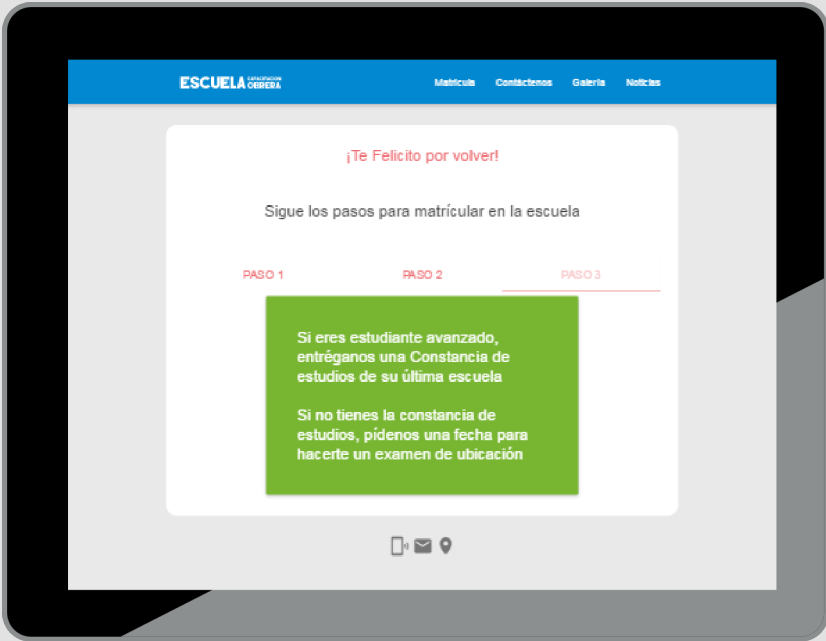 ESCUELA CAPACITACION OBRERA
Matrícula Contáctenos Galería Noticias
¡Te Felicito por volver!
Sigue los pasos para matrícular en la escuela
PASO 1 PASO 2 PASO 3
Si eres estudiante avanzado,
entréganos una Constancia de
estudios de su última escuela
Si no tienes la constancia de
estudios, pídenos una fecha para
hacerte un examen de ubicación